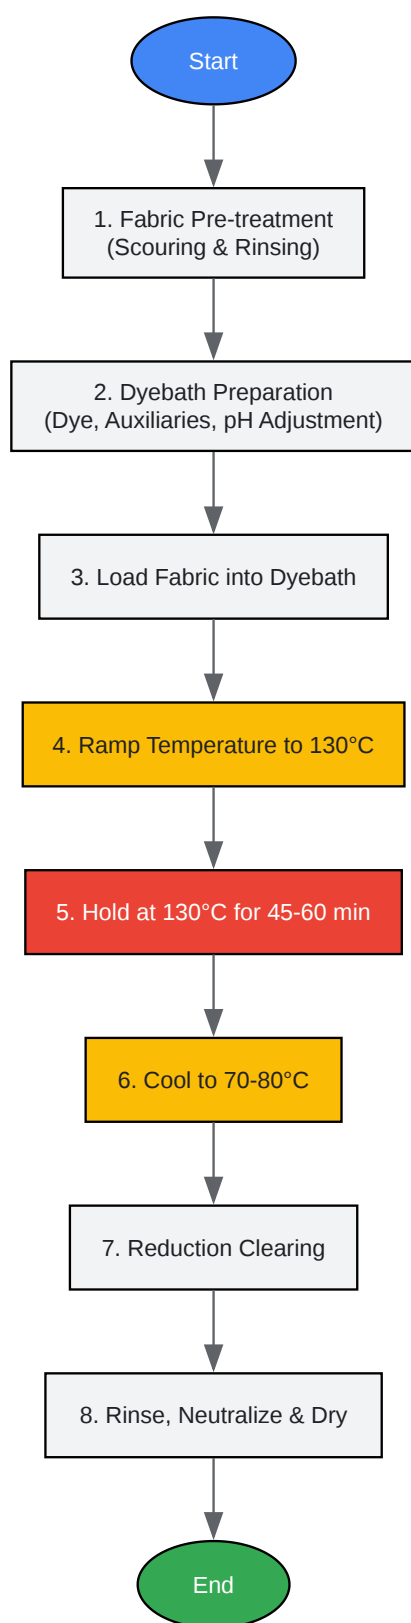 Start
1. Fabric Pre-treatment
(Scouring & Rinsing)
2. Dyebath Preparation
(Dye, Auxiliaries, pH Adjustment)
3. Load Fabric into Dyebath
4. Ramp Temperature to 130°C
5. Hold at 130°C for 45-60 min
6. Cool to 70-80°C
7. Reduction Clearing
8. Rinse, Neutralize & Dry
End